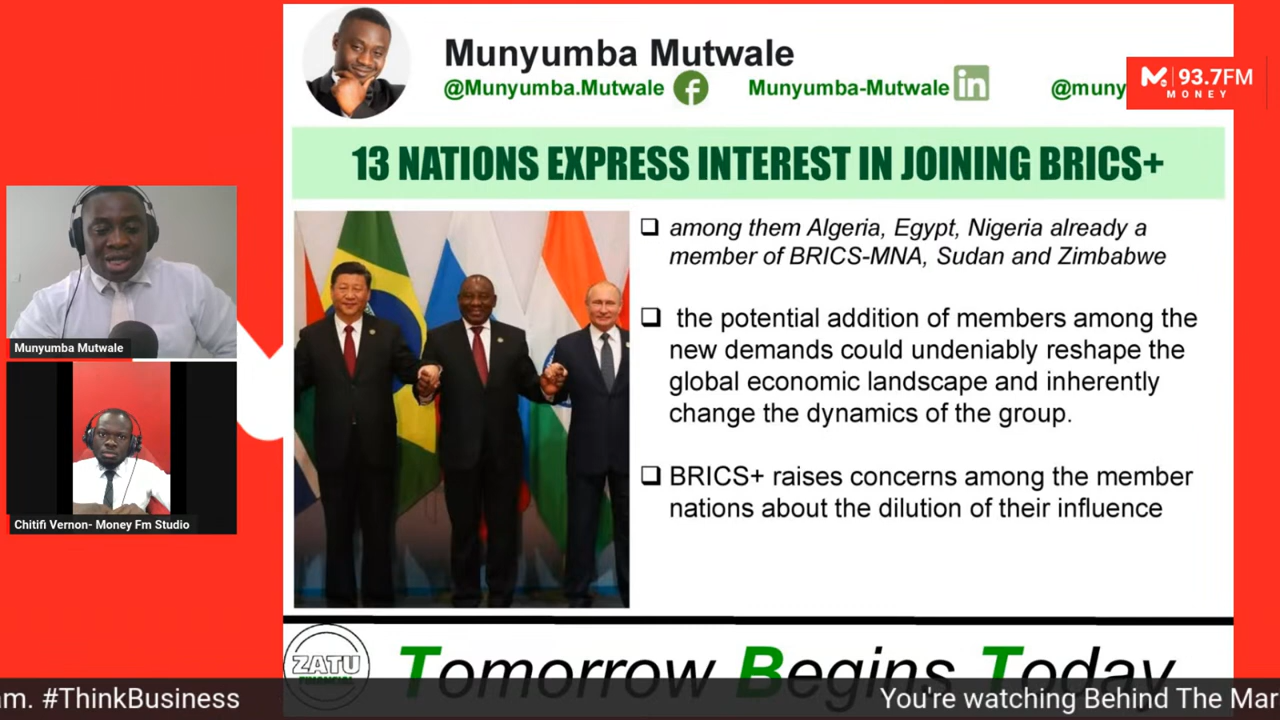 Munyumba Mutwale
@Munyumba.Mutwale
Munyumba-Mutwale
in
@muny
93.7FM
MONEY
13 NATIONS EXPRESS INTEREST IN JOINING BRICS+
among them Algeria, Egypt, Nigeria already a
member of BRICS-MNA, Sudan and Zimbabwe
the potential addition of members among the
new demands could undeniably reshape the
global economic landscape and inherently
change the dynamics of the group.
BRICS+ raises concerns among the member
nations about the dilution of their influence
Munyumba Mutwale
Chitifi Vernon- Money Fm Studio
ZATU
FINANCIAL
Tomorrow Begins Today
am. #ThinkBusiness
You're watching Behind The Mar